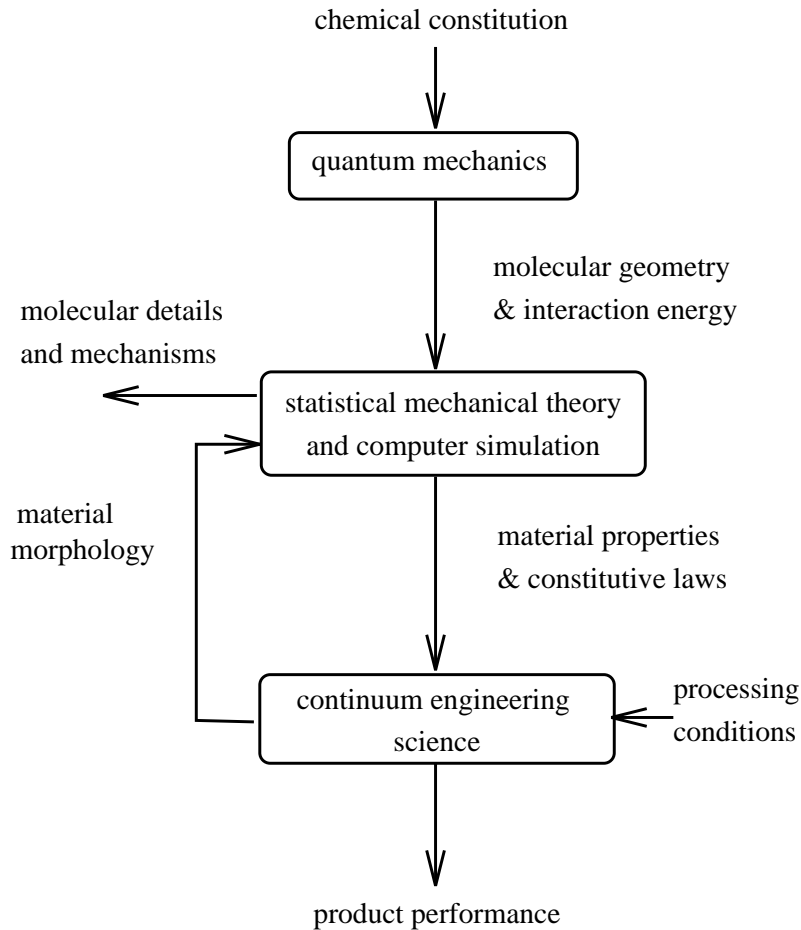 chemical constitution
quantum mechanics
molecular geometry
& interaction energy
molecular details
and mechanisms
statistical mechanical theory
and computer simulation
material
morphology
material properties
& constitutive laws
continuum engineering
science
processing
conditions
product performance